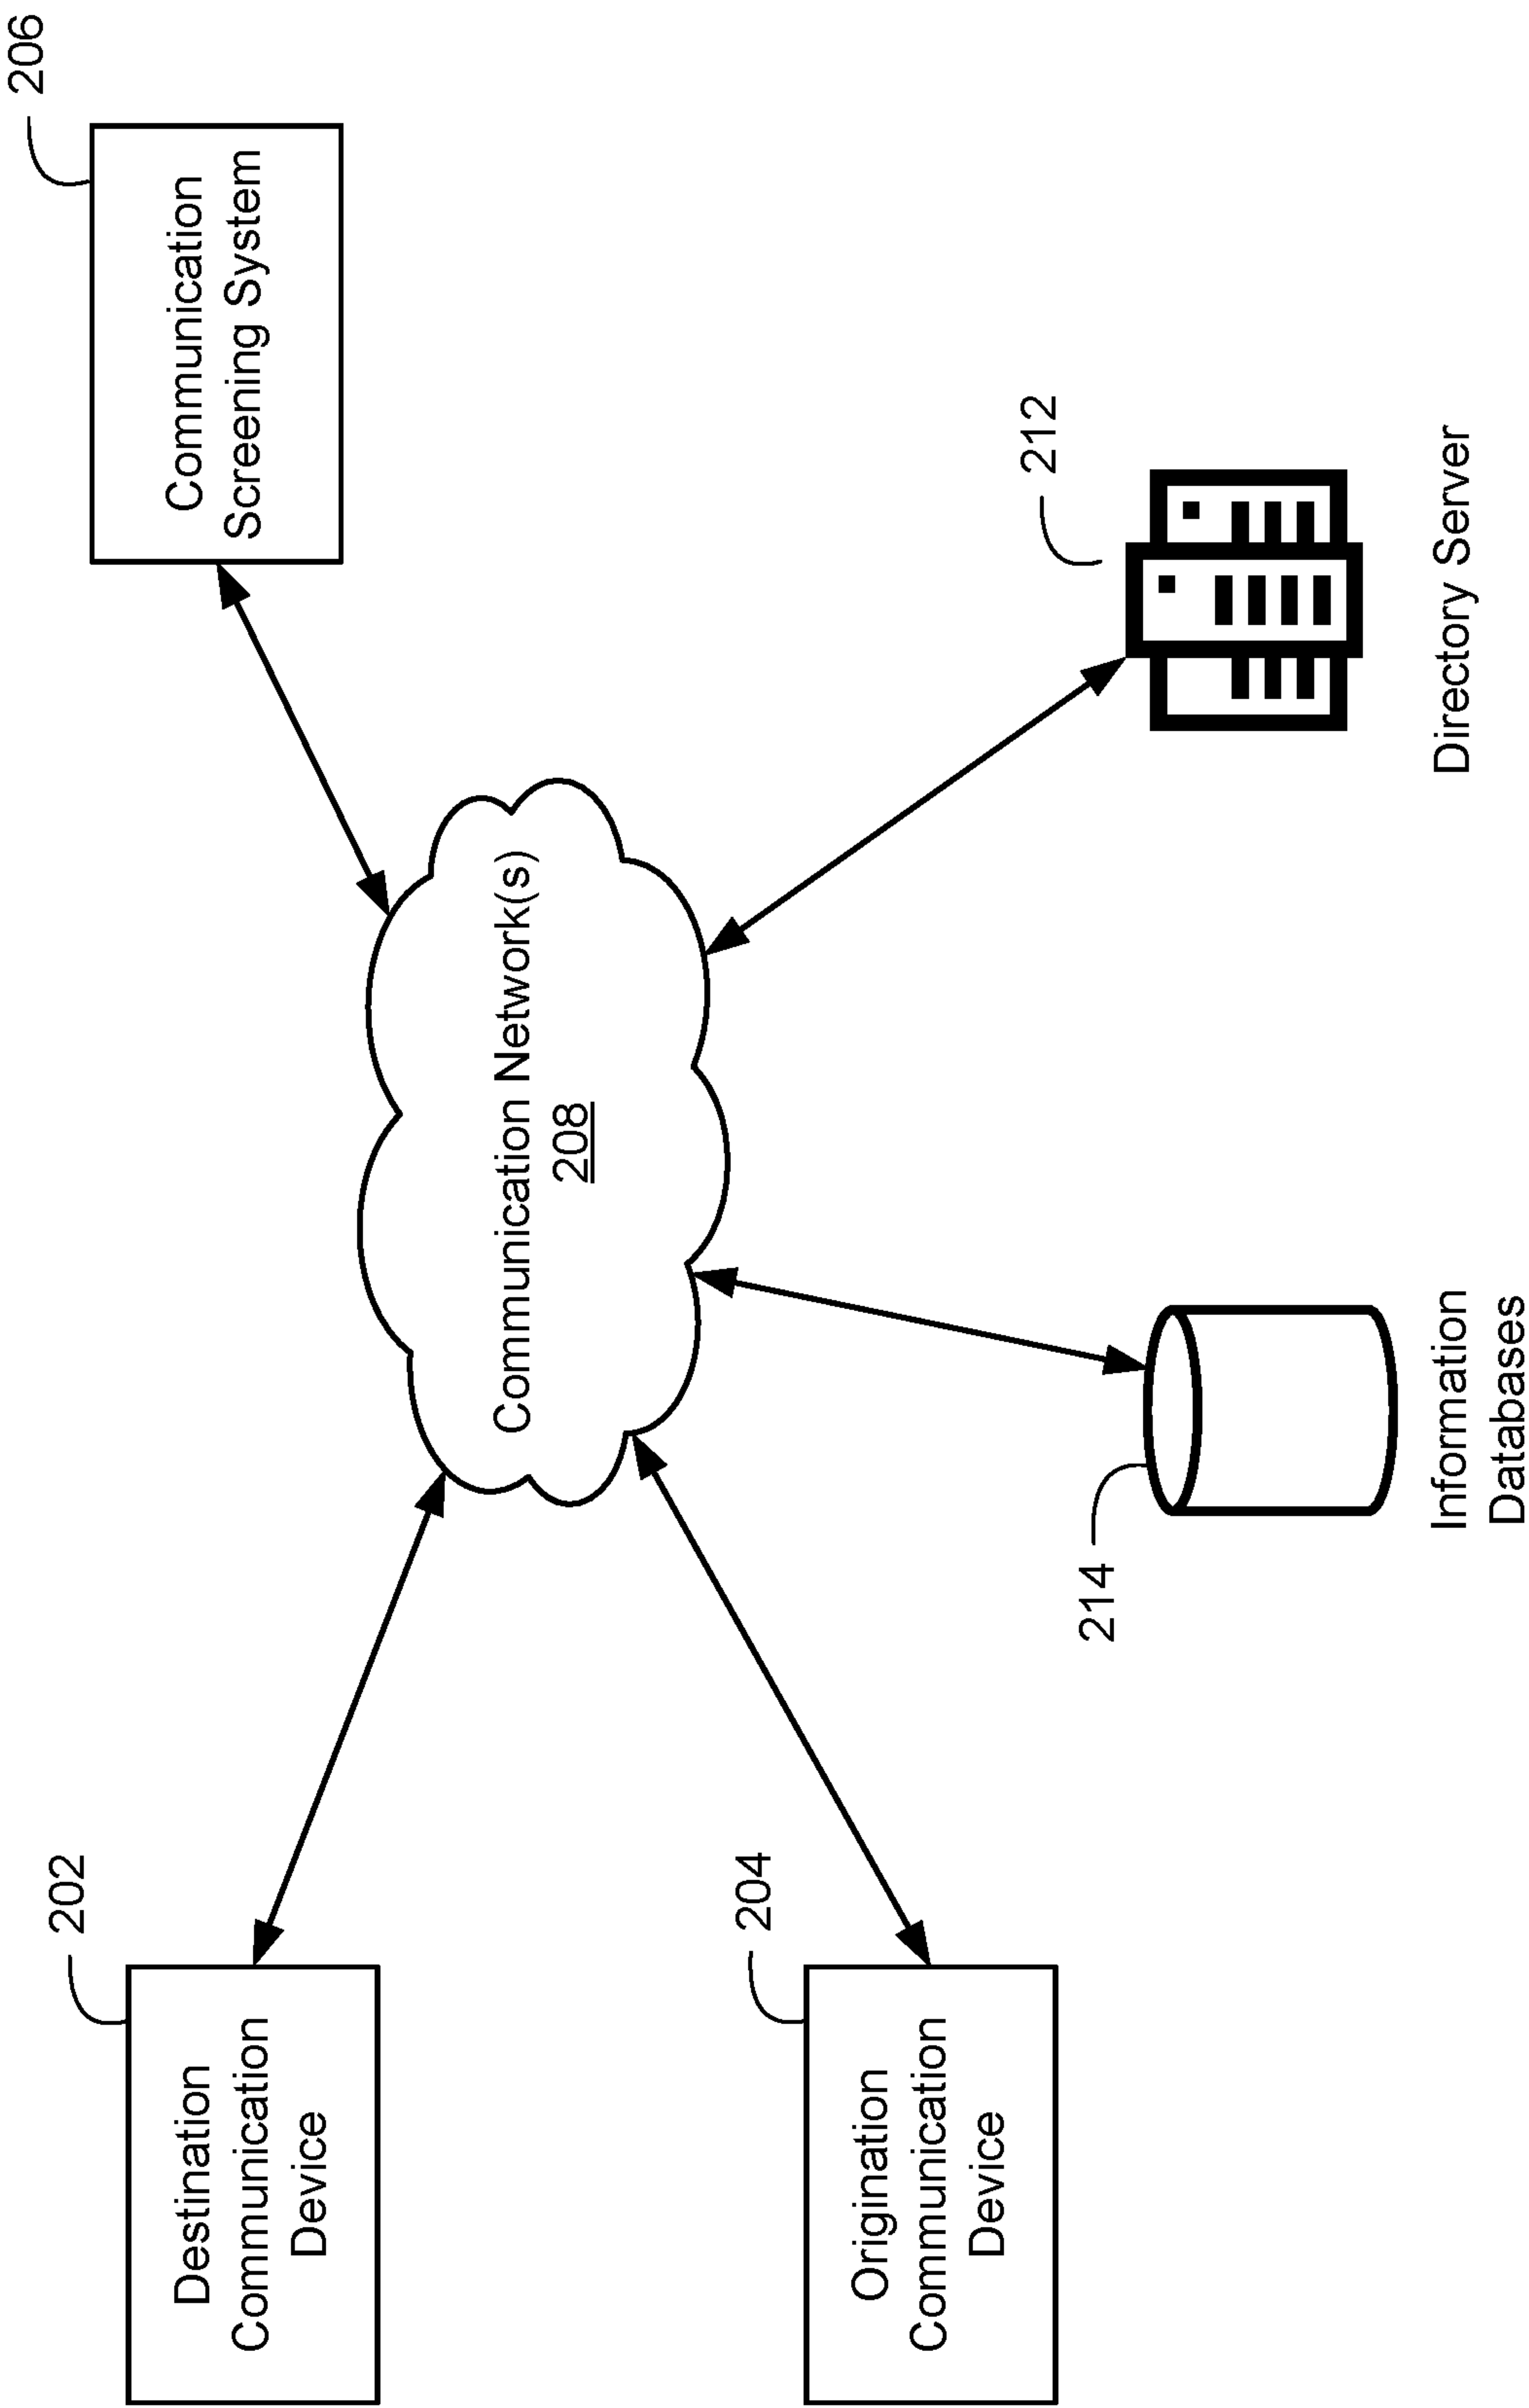 202
Destination
Communication
Device
206
Communication
Screening System
Communication Network(s)
208
204
Origination
Communication
Device
214
Information
Databases
212
Directory Server